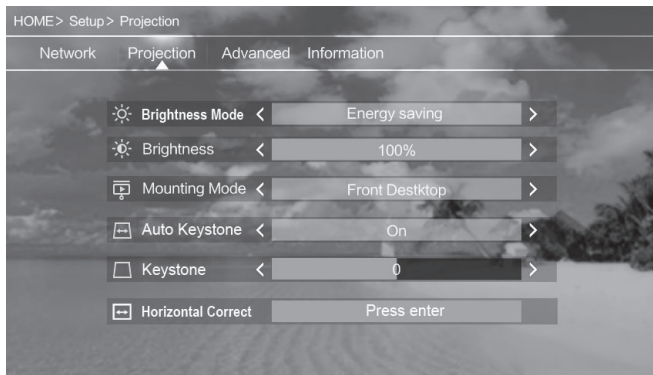 HOME> Setup> Projection
Network Projection Advanced Information
Brightness Mode < Energy saving >
Brightness < 100% >
Mounting Mode < Front Destktop >
Auto Keystone < On >
Keystone < 0 >
Horizontal Correct Press enter